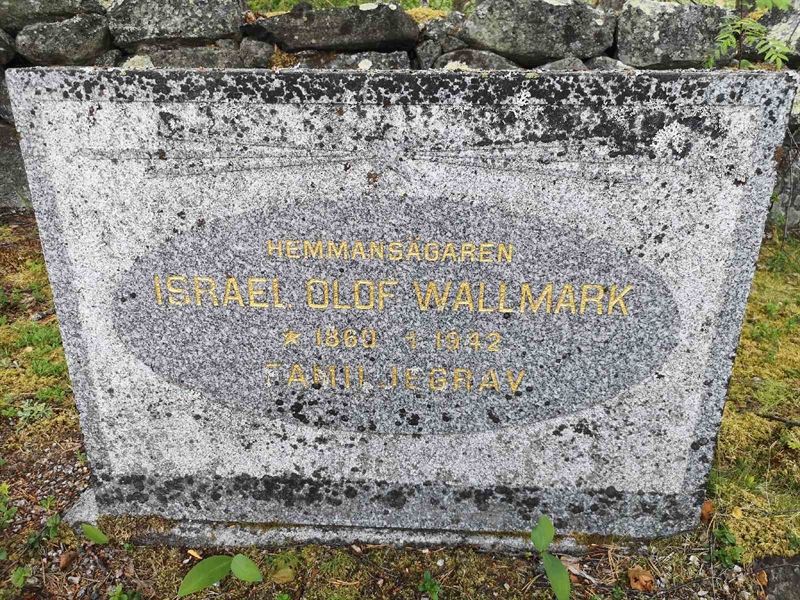 HEMMANSÄGAREN
ISRAEL OLOF WALLMARK
* 1860 † 1942
FAMILJEGRAV